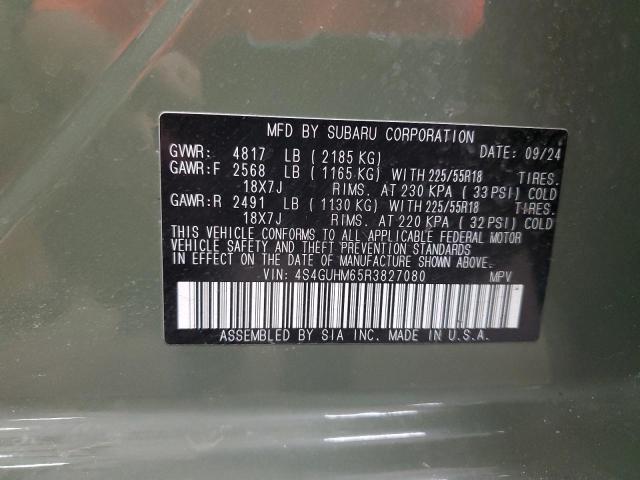 MFD BY SUBARU CORPORATION
GVWR: 4817 LB ( 2185 KG) DATE: 09/24
GAWR:F 2568 LB ( 1165 KG) WITH 225/55R18 TIRES.
18X7J RIMS. AT 230 KPA ( 33 PSI) COLD
GAWR:R 2491 LB ( 1130 KG) WITH 225/55R18 TIRES.
18X7J RIMS. AT 220 KPA ( 32 PSI) COLD
THIS VEHICLE CONFORMS TO ALL APPLICABLE FEDERAL MOTOR
VEHICLE SAFETY AND THEFT PREVENTION STANDARDS
IN EFFECT ON THE DATE OF MANUFACTURE SHOWN ABOVE.
VIN: 4S4GUHM65R3827080 MPV
ASSEMBLED BY SIA INC. MADE IN U.S.A.